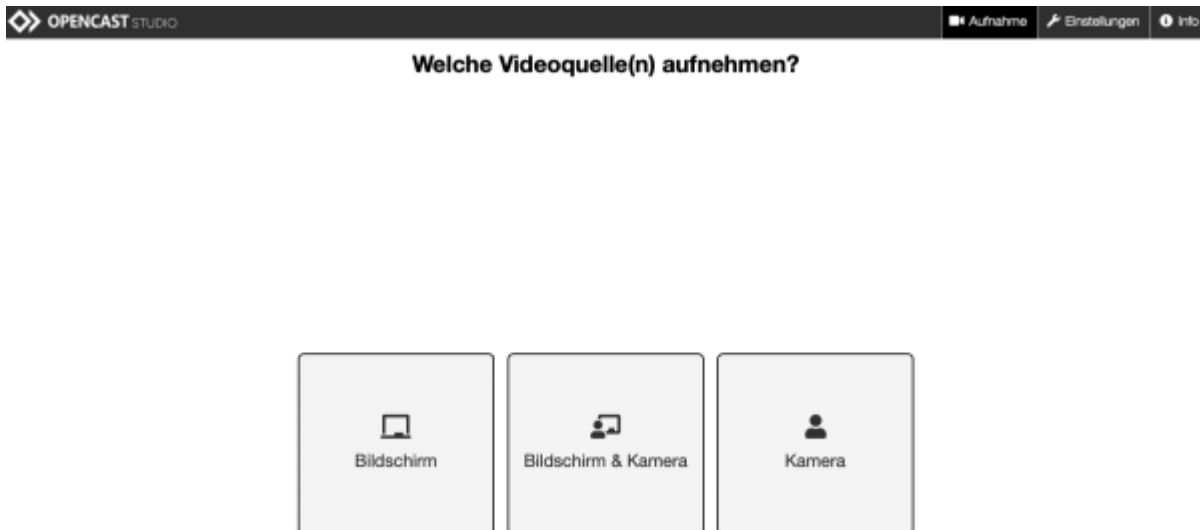 OPENCAST STUDIO
Aufnahme
Einstellungen
Info
Welche Videoquelle(n) aufnehmen?
Bildschirm
Bildschirm & Kamera
Kamera